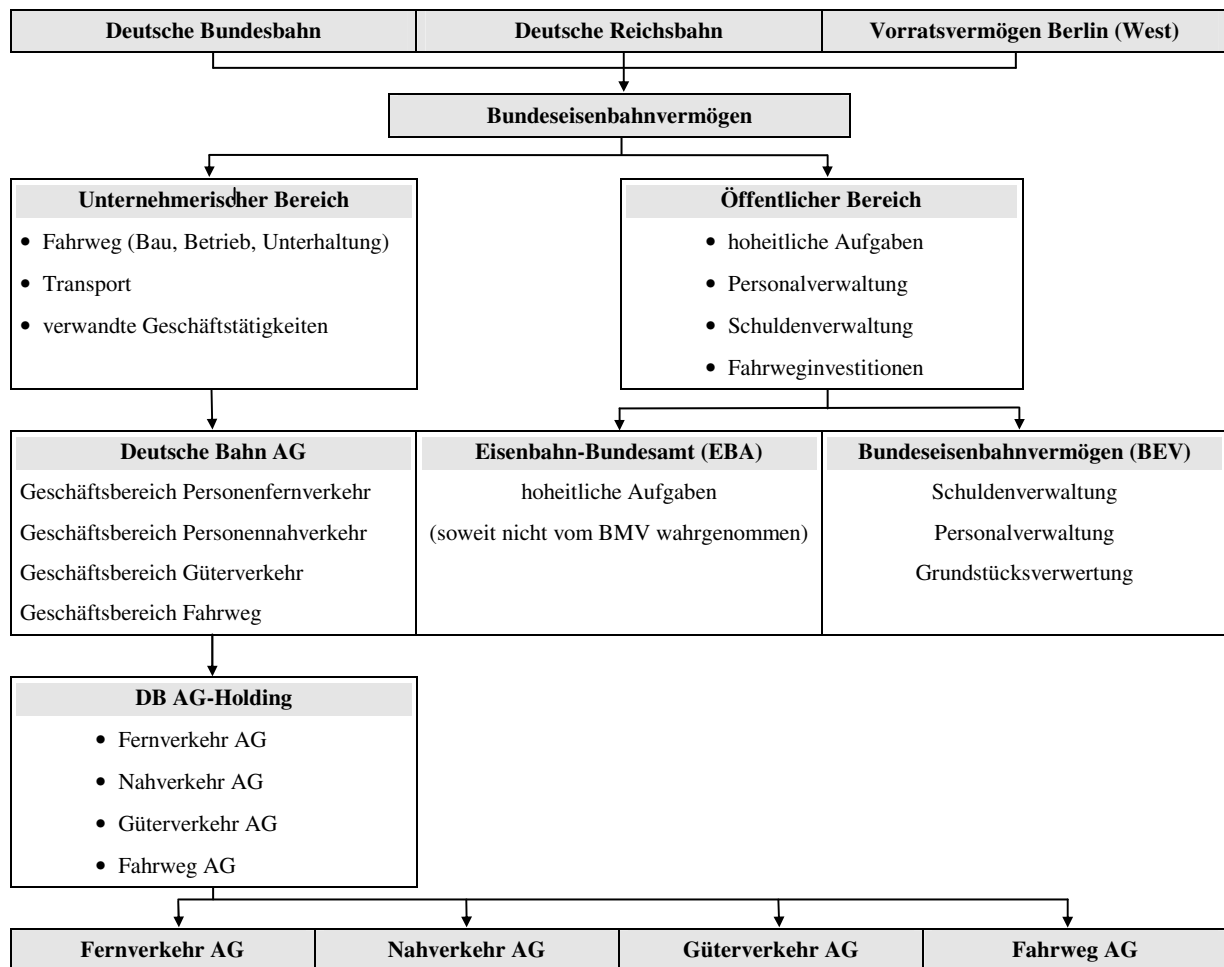 Deutsche Bundesbahn
Deutsche Reichsbahn
Vorratsvermögen Berlin (West)
Bundeseisenbahnvermögen
Unternehmerischer Bereich
• Fahrweg (Bau, Betrieb, Unterhaltung)
• Transport
• verwandte Geschäftstätigkeiten
Öffentlicher Bereich
• hoheitliche Aufgaben
• Personalverwaltung
• Schuldenverwaltung
• Fahrweginvestitionen
Deutsche Bahn AG
Geschäftsbereich Personenfernverkehr
Geschäftsbereich Personennahverkehr
Geschäftsbereich Güterverkehr
Geschäftsbereich Fahrweg
Eisenbahn-Bundesamt (EBA)
hoheitliche Aufgaben
(soweit nicht vom BMV wahrgenommen)
Bundeseisenbahnvermögen (BEV)
Schuldenverwaltung
Personalverwaltung
Grundstücksverwertung
DB AG-Holding
• Fernverkehr AG
• Nahverkehr AG
• Güterverkehr AG
• Fahrweg AG
Fernverkehr AG
Nahverkehr AG
Güterverkehr AG
Fahrweg AG